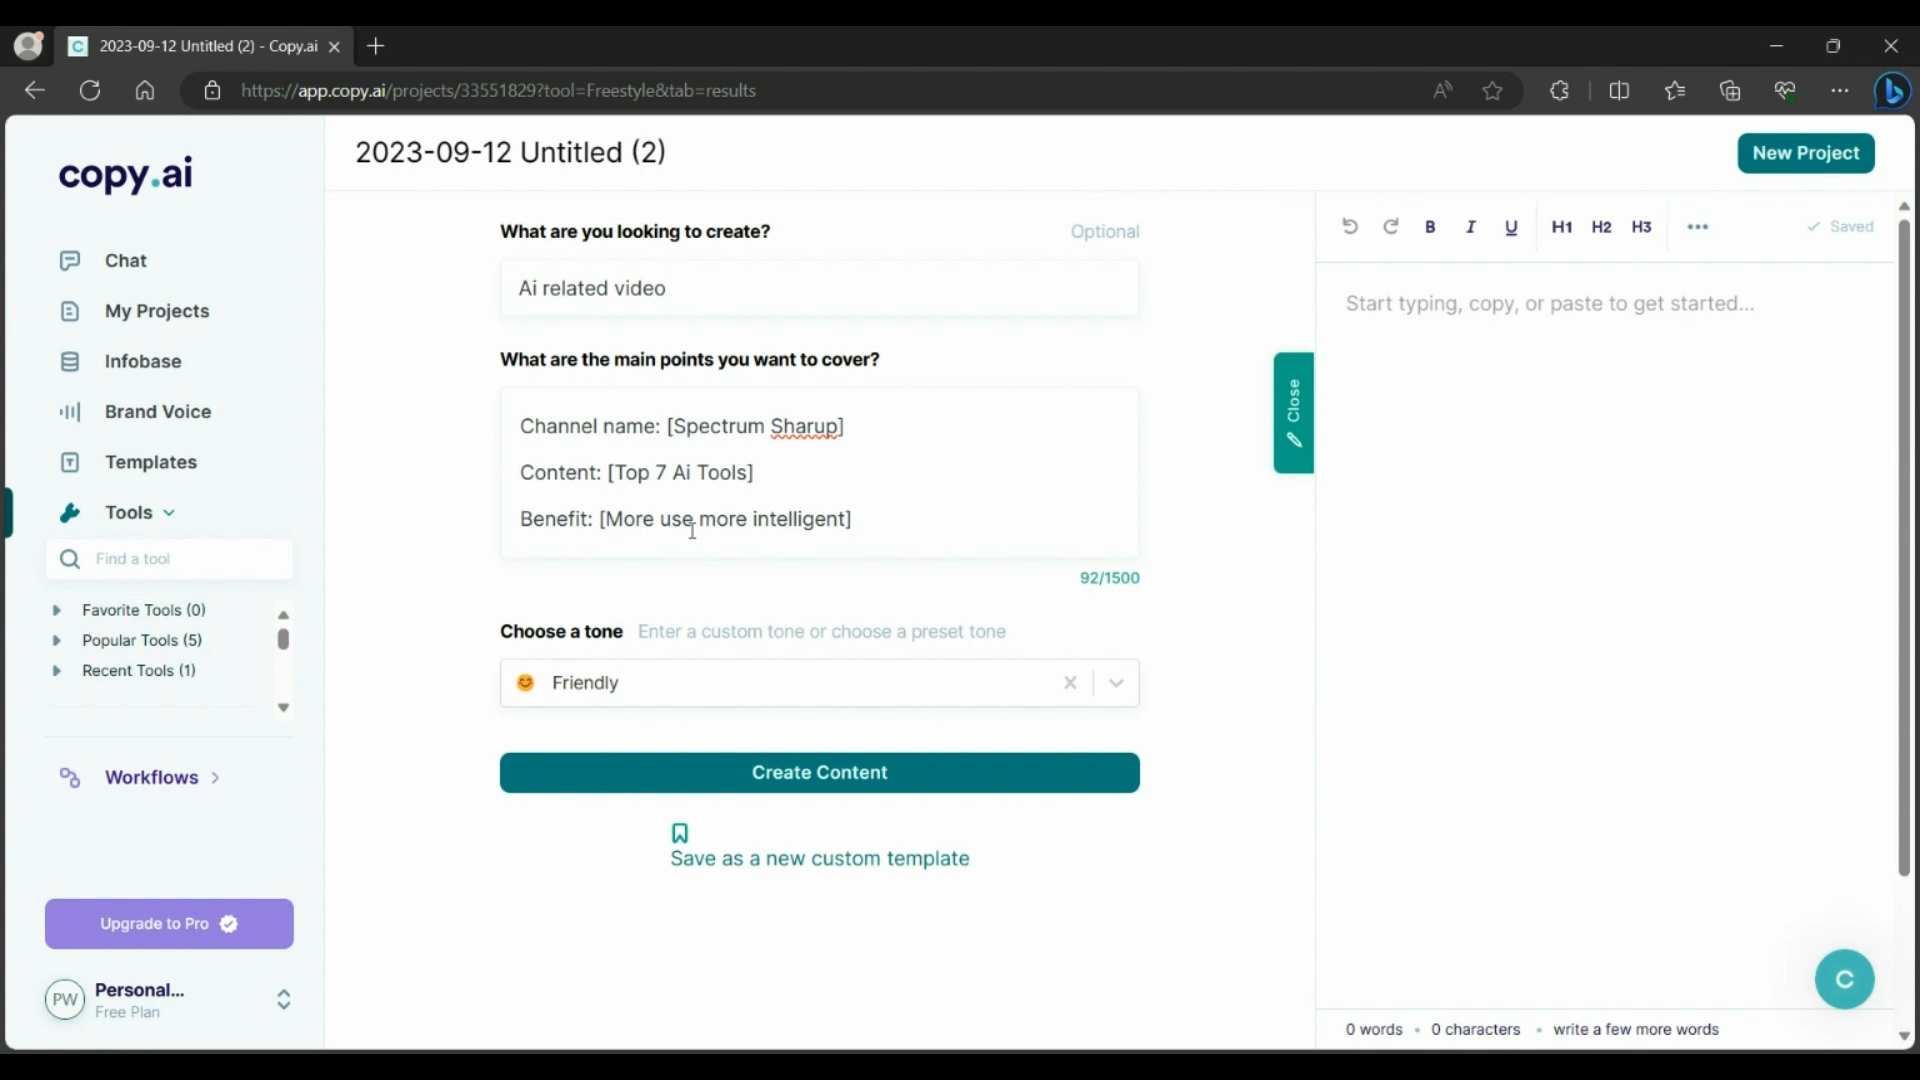 2023-09-12 Untitled (2) - Copy.ai
https://app.copy.ai/projects/33551829?tool=Freestyle&tab=results
copy.ai
Chat
My Projects
Infobase
Brand Voice
Templates
Tools
Find a tool
Favorite Tools (0)
Popular Tools (5)
Recent Tools (1)
Workflows
Upgrade to Pro
PW
Personal...
Free Plan
2023-09-12 Untitled (2)
New Project
What are you looking to create? Optional
Ai related video
What are the main points you want to cover?
Channel name: [Spectrum Sharup]
Content: [Top 7 Ai Tools]
Benefit: [More use more intelligent]
92/1500
Choose a tone Enter a custom tone or choose a preset tone
Friendly
Create Content
Save as a new custom template
Close
B I U H1 H2 H3 Saved
Start typing, copy, or paste to get started...
C
0 words • 0 characters • write a few more words